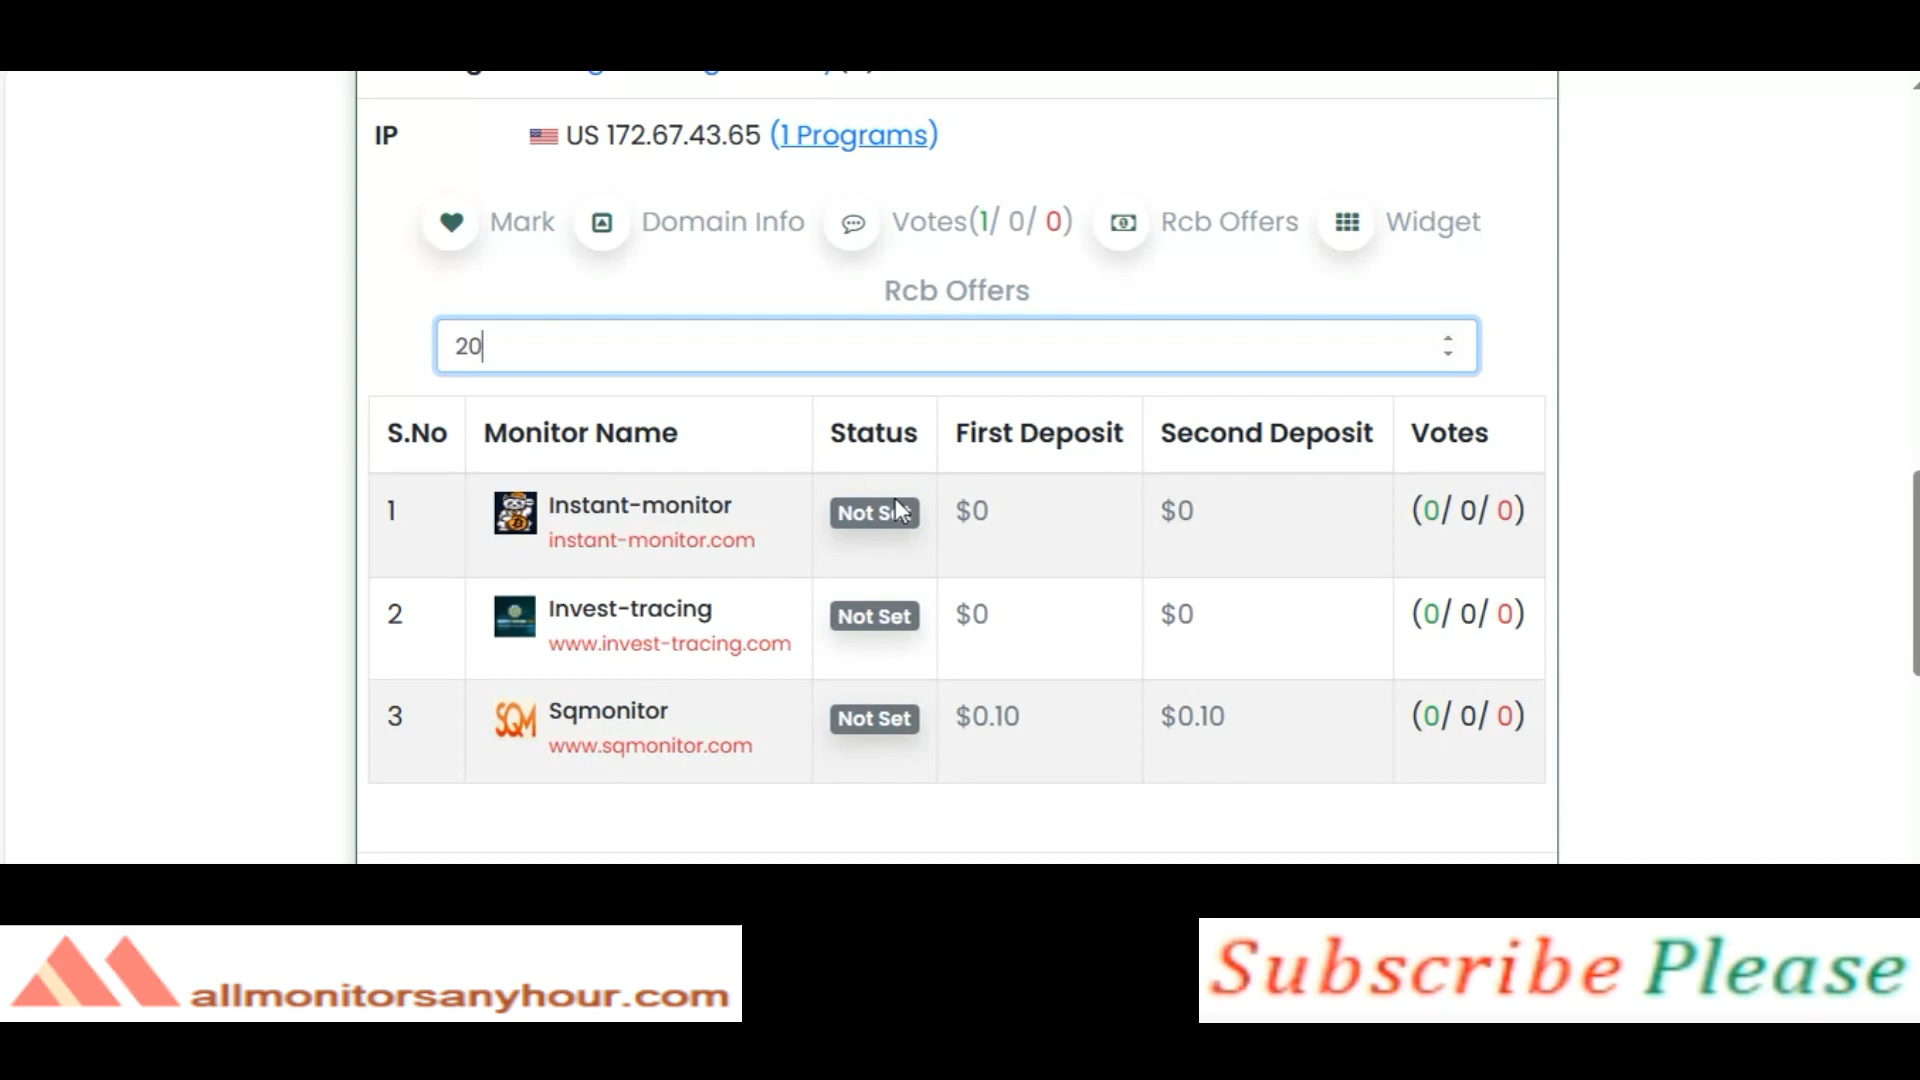 IP US 172.67.43.65 (1 Programs)
Mark Domain Info Votes(1/ 0/ 0) Rcb Offers Widget
Rcb Offers
20
S.No Monitor Name Status First Deposit Second Deposit Votes
1 Instant-monitor Not Set $0 $0 (0/ 0/ 0)
instant-monitor.com
2 Invest-tracing Not Set $0 $0 (0/ 0/ 0)
www.invest-tracing.com
3 Sqmonitor Not Set $0.10 $0.10 (0/ 0/ 0)
SQM
www.sqmonitor.com
allmonitorsanyhour.com
Subscribe Please